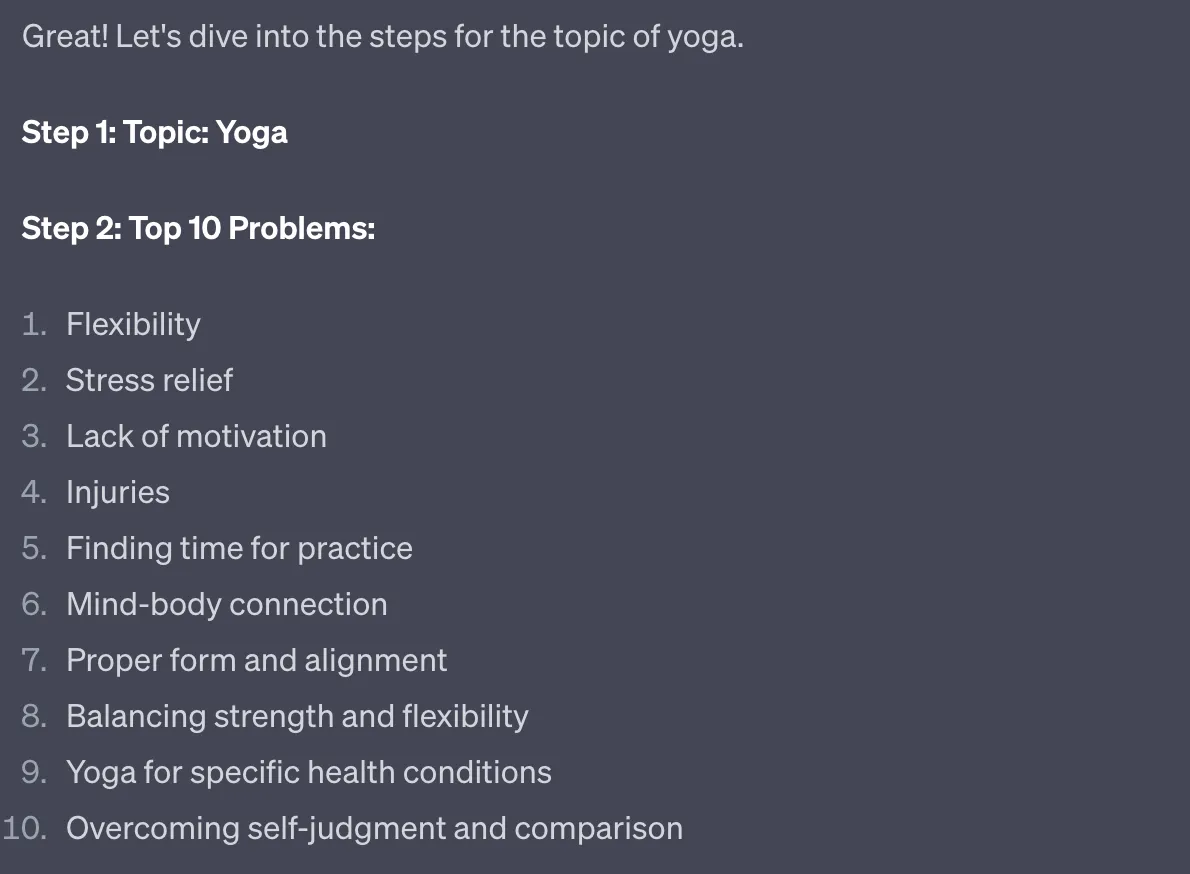 Great! Let's dive into the steps for the topic of yoga.
Step 1: Topic: Yoga
Step 2: Top 10 Problems:
1. Flexibility
2. Stress relief
3. Lack of motivation
4. Injuries
5. Finding time for practice
6. Mind-body connection
7. Proper form and alignment
8. Balancing strength and flexibility
9. Yoga for specific health conditions
10. Overcoming self-judgment and comparison